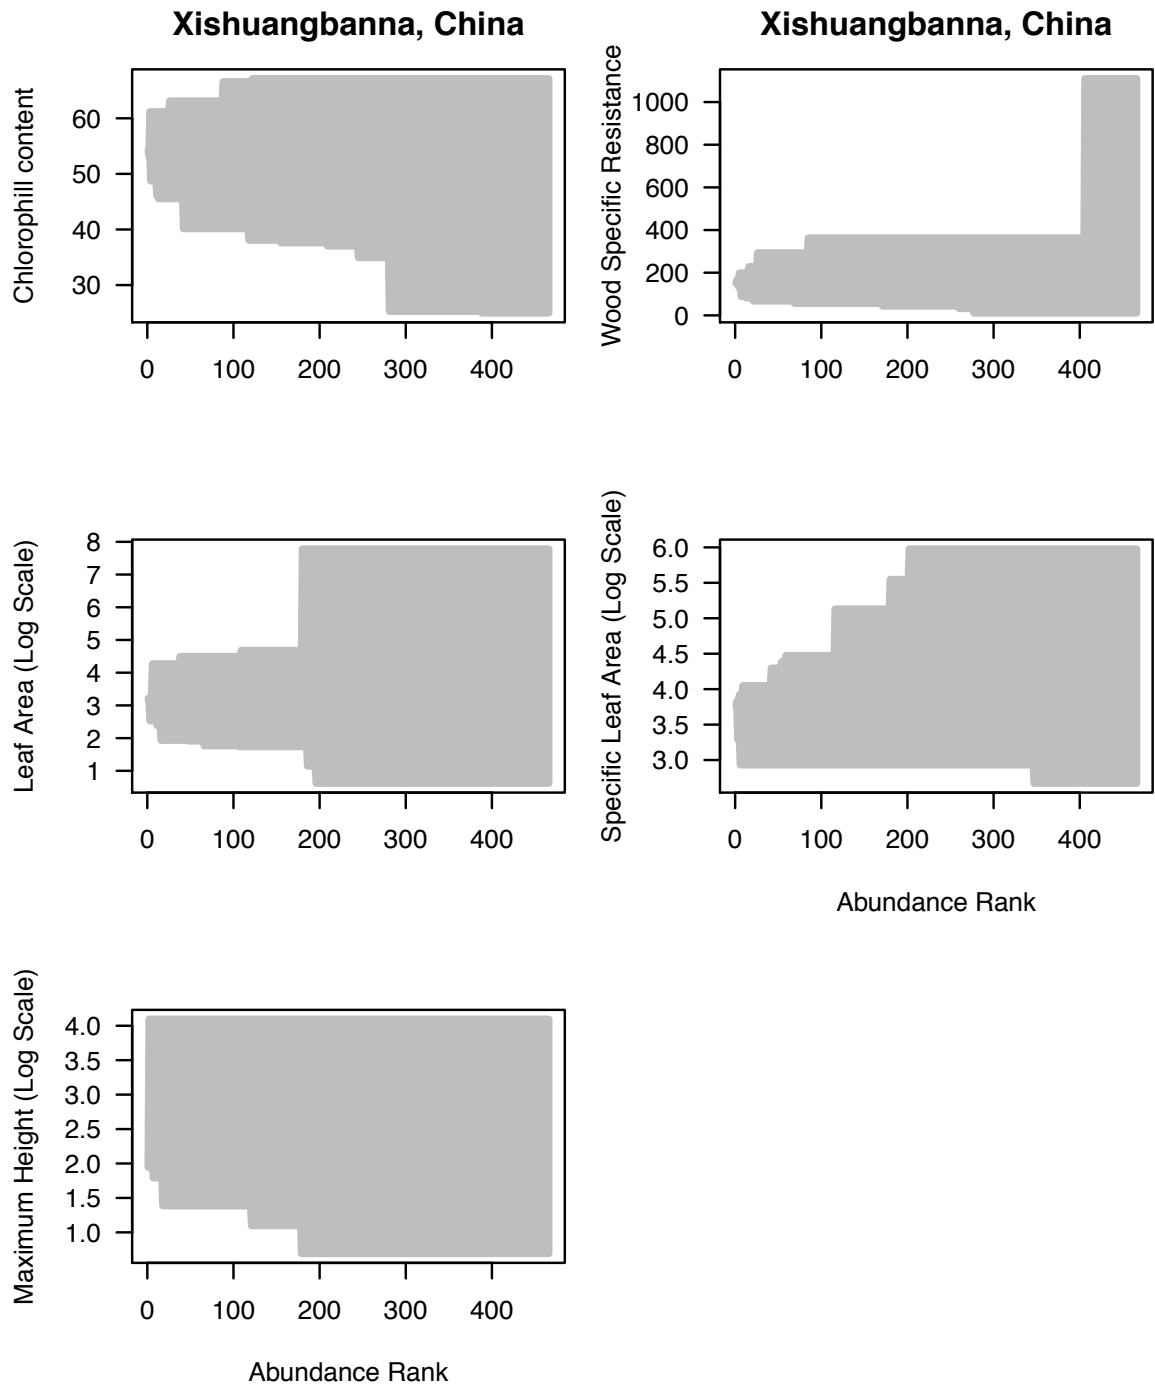 Xishuangbanna, China
Chlorophill content
60
50
40
30
0 100 200 300 400
Xishuangbanna, China
Wood Specific Resistance
1000
800
600
400
200
0
0 100 200 300 400
Leaf Area (Log Scale)
8
7
6
5
4
3
2
1
0 100 200 300 400
Specific Leaf Area (Log Scale)
6.0
5.5
5.0
4.5
4.0
3.5
3.0
0 100 200 300 400
Abundance Rank
Maximum Height (Log Scale)
4.0
3.5
3.0
2.5
2.0
1.5
1.0
0 100 200 300 400
Abundance Rank